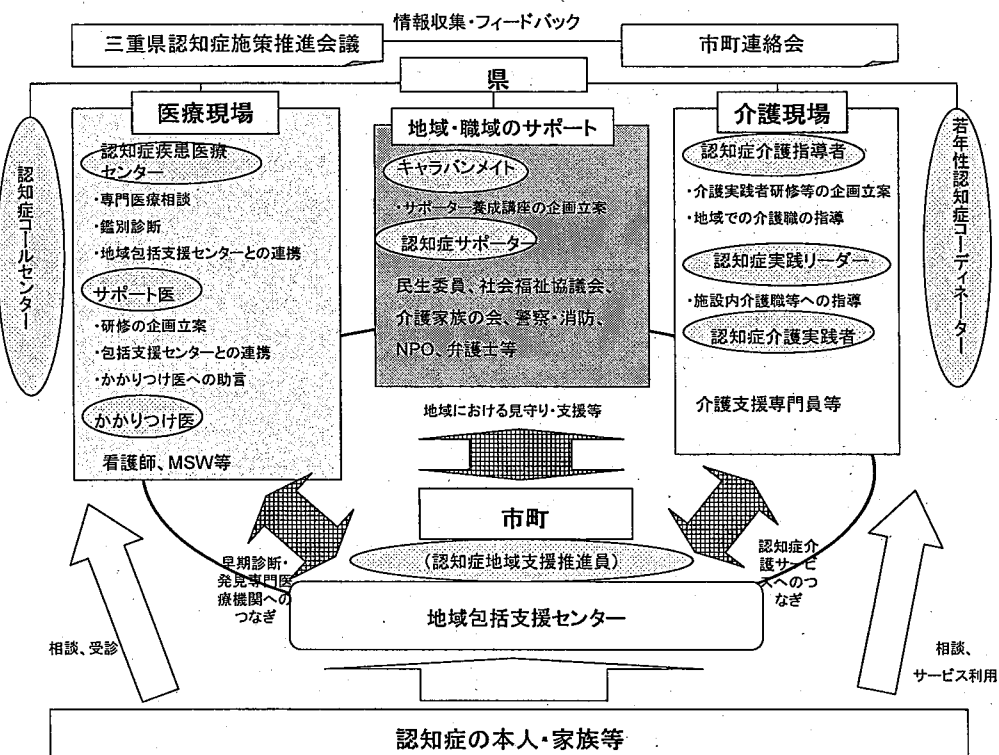 情報収集・フィードバック
三重県認知症施策推進会議
市町連絡会
県
認知症コールセンター
医療現場
認知症疾患医療
センター
・専門医療相談
・鑑別診断
・地域包括支援センターとの連携
サポート医
・研修の企画立案
・包括支援センターとの連携
・かかりつけ医への助言
かかりつけ医
看護師、MSW等
地域・職域のサポート
キャラバンメイト
・サポーター養成講座の企画立案
認知症サポーター
民生委員、社会福祉協議会、
介護家族の会、警察・消防、
NPO、弁護士等
地域における見守り・支援等
介護現場
認知症介護指導者
・介護実践者研修等の企画立案
・地域での介護職の指導
認知症実践リーダー
・施設内介護職等への指導
認知症介護実践者
介護支援専門員等
若年性認知症コーディネーター
市町
(認知症地域支援推進員)
地域包括支援センター
早期診断・
発見専門医
療機関への
つなぎ
認知症介
護サービ
スへのつ
なぎ
相談、受診
相談、
サービス利用
認知症の本人・家族等